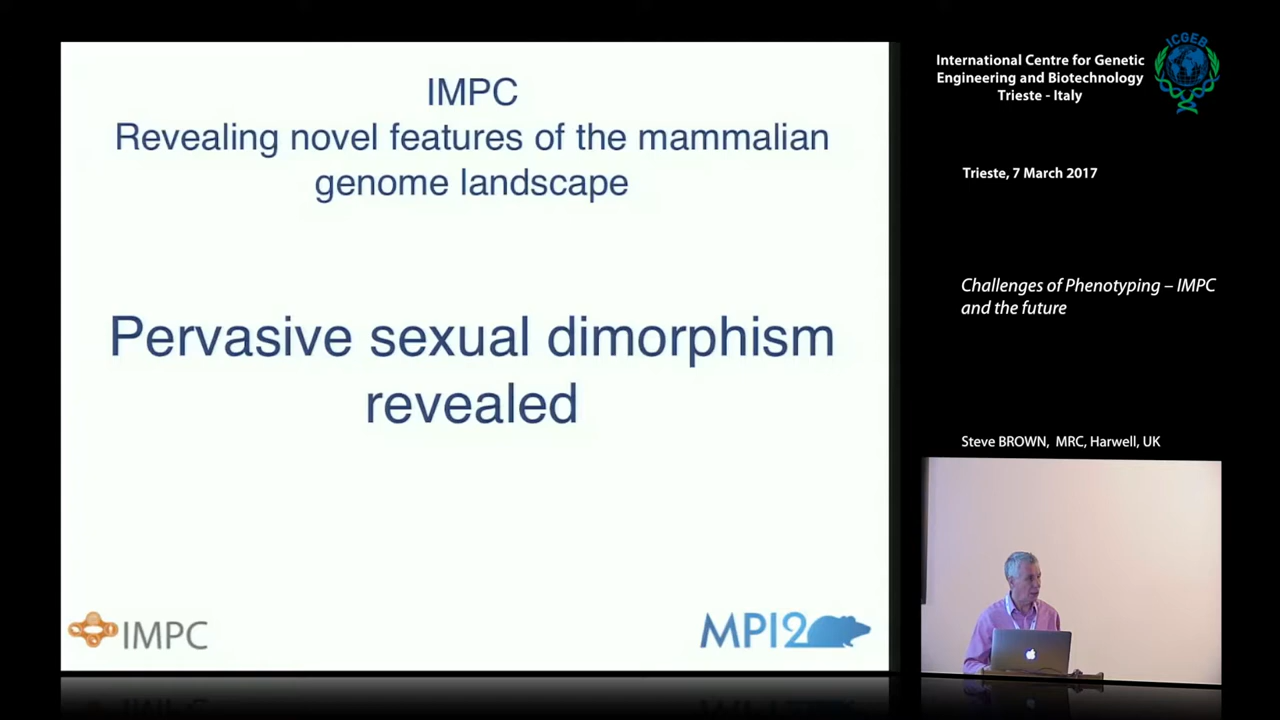 IMPC
Revealing novel features of the mammalian
genome landscape
Pervasive sexual dimorphism
revealed
IMPC
MPI2
International Centre for Genetic
Engineering and Biotechnology
Trieste - Italy
ICGEB
Trieste, 7 March 2017
Challenges of Phenotyping – IMPC
and the future
Steve BROWN, MRC, Harwell, UK